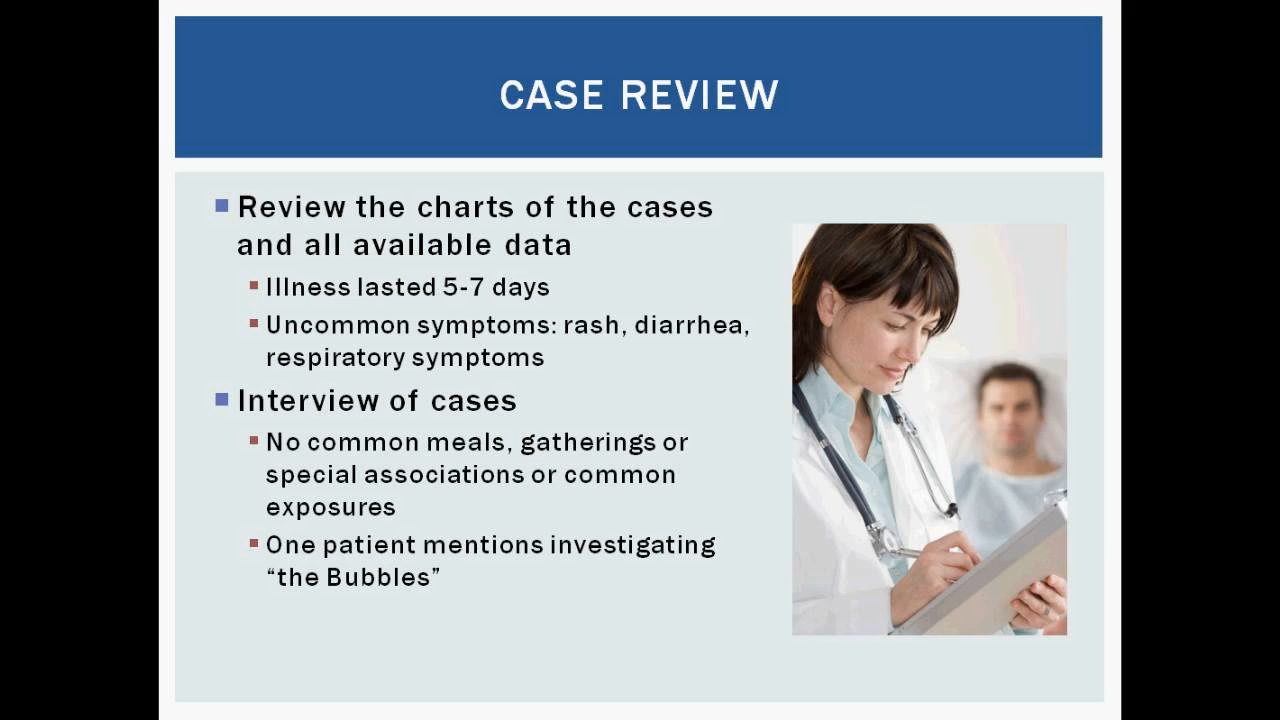 CASE REVIEW
Review the charts of the cases
and all available data
Illness lasted 5-7 days
Uncommon symptoms: rash, diarrhea,
respiratory symptoms
Interview of cases
No common meals, gatherings or
special associations or common
exposures
One patient mentions investigating
“the Bubbles”